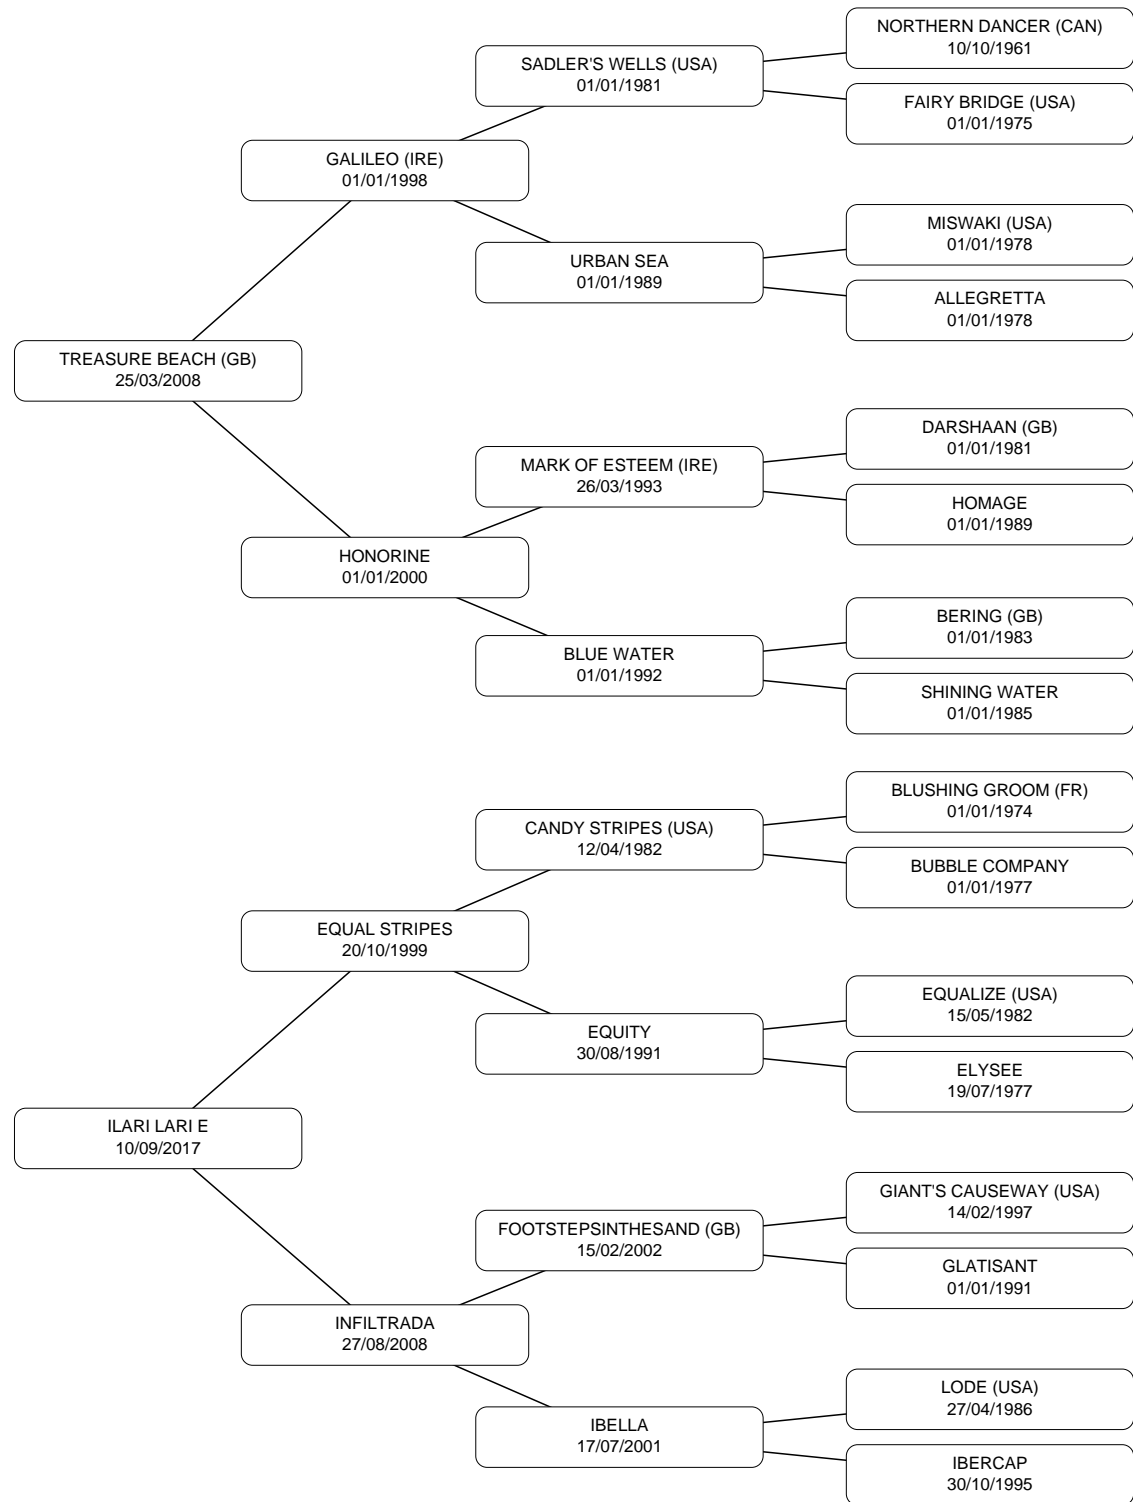 NORTHERN DANCER (CAN)
10/10/1961
SADLER'S WELLS (USA)
01/01/1981
FAIRY BRIDGE (USA)
01/01/1975
GALILEO (IRE)
01/01/1998
MISWAKI (USA)
01/01/1978
URBAN SEA
01/01/1989
ALLEGRETTA
01/01/1978
TREASURE BEACH (GB)
25/03/2008
DARSHAAN (GB)
01/01/1981
MARK OF ESTEEM (IRE)
26/03/1993
HOMAGE
01/01/1989
HONORINE
01/01/2000
BERING (GB)
01/01/1983
BLUE WATER
01/01/1992
SHINING WATER
01/01/1985
BLUSHING GROOM (FR)
01/01/1974
CANDY STRIPES (USA)
12/04/1982
BUBBLE COMPANY
01/01/1977
EQUAL STRIPES
20/10/1999
EQUALIZE (USA)
15/05/1982
EQUITY
30/08/1991
ELYSEE
19/07/1977
ILARI LARI E
10/09/2017
GIANT'S CAUSEWAY (USA)
14/02/1997
FOOTSTEPSINTHESAND (GB)
15/02/2002
GLATISANT
01/01/1991
INFILTRADA
27/08/2008
LODE (USA)
27/04/1986
IBELLA
17/07/2001
IBERCAP
30/10/1995